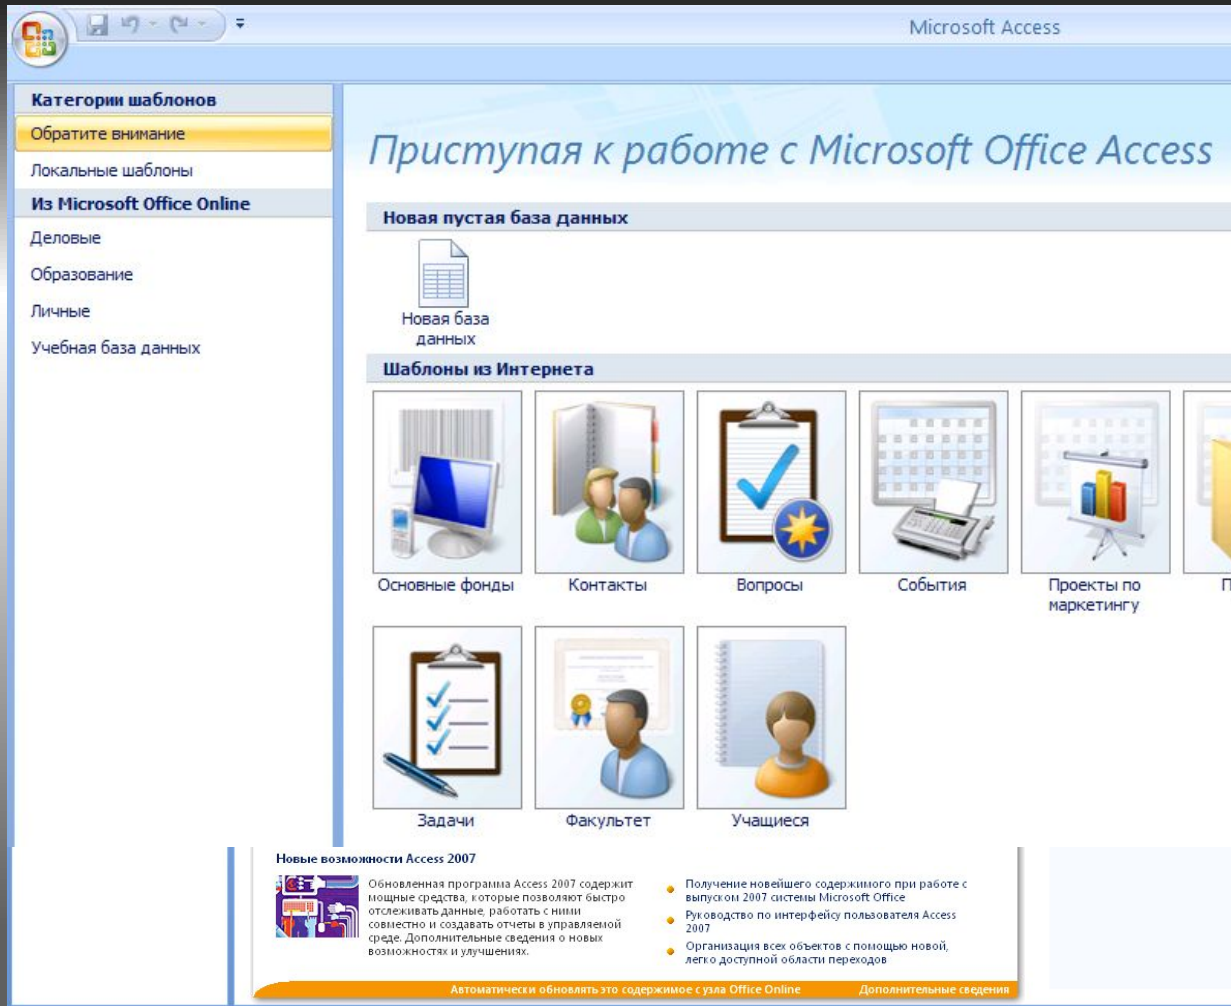 Microsoft Access
Категории шаблонов
Обратите внимание
Локальные шаблоны
Из Microsoft Office Online
Деловые
Образование
Личные
Учебная база данных
Приступая к работе с Microsoft Office Access
Новая пустая база данных
Новая база
данных
Шаблоны из Интернета
Основные фонды
Контакты
Вопросы
События
Проекты по
маркетингу
Задачи
Факультет
Учащиеся
Новые возможности Access 2007
Обновленная программа Access 2007 содержит
мощные средства, которые позволяют быстро
отслеживать данные, работать с ними
совместно и создавать отчеты в управляемой
среде. Дополнительные сведения о новых
возможностях и улучшениях.
Получение новейшего содержимого при работе с
выпуском 2007 системы Microsoft Office
Руководство по интерфейсу пользователя Access
2007
Организация всех объектов с помощью новой,
легко доступной области переходов
Автоматически обновлять это содержимое с узла Office Online
Дополнительные сведения